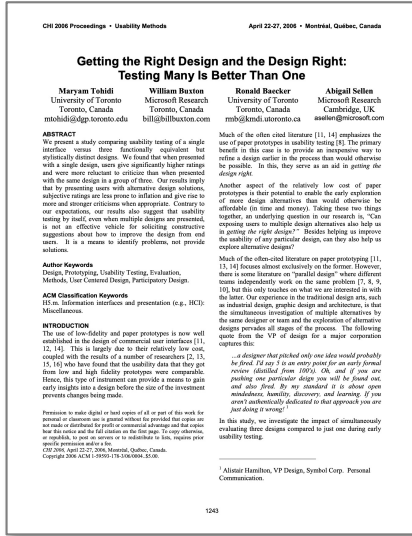 CHI 2006 Proceedings • Usability Methods
April 22-27, 2006 • Montréal, Québec, Canada
Getting the Right Design and the Design Right:
Testing Many Is Better Than One
Maryam Tohidi
University of Toronto
Toronto, Canada
mtohidi@dgp.toronto.edu
William Buxton
Microsoft Research
Toronto, Canada
bill@billbuxton.com
Ronald Baecker
University of Toronto
Toronto, Canada
rmb@kmdi.utoronto.ca
Abigail Sellen
Microsoft Research
Cambridge, UK
asellen@microsoft.com
ABSTRACT
We present a study comparing usability testing of a single
interface versus three functionally equivalent but
stylistically distinct designs. We found that when presented
with a single design, users give significantly higher ratings
and were more reluctant to criticize than when presented
with the same design in a group of three. Our results imply
that by presenting users with alternative design solutions,
subjective ratings are less prone to inflation and give rise to
more and stronger criticisms when appropriate. Contrary to
our expectations, our results also suggest that usability
testing by itself, even when multiple designs are presented,
is not an effective vehicle for soliciting constructive
suggestions about how to improve the design from end
users. It is a means to identify problems, not provide
solutions.
Author Keywords
Design, Prototyping, Usability Testing, Evaluation,
Methods, User Centered Design, Participatory Design.
ACM Classification Keywords
H5.m. Information interfaces and presentation (e.g., HCI):
Miscellaneous.
INTRODUCTION
The use of low-fidelity and paper prototypes is now well
established in the design of commercial user interfaces [11,
12, 14]. This is largely due to their relatively low cost,
coupled with the results of a number of researchers [2, 13,
15, 16] who have found that the usability data that they got
from low and high fidelity prototypes were comparable.
Hence, this type of instrument can provide a means to gain
early insights into a design before the size of the investment
prevents changes being made.
Permission to make digital or hard copies of all or part of this work for
personal or classroom use is granted without fee provided that copies are
not made or distributed for profit or commercial advantage and that copies
bear this notice and the full citation on the first page. To copy otherwise,
or republish, to post on servers or to redistribute to lists, requires prior
specific permission and/or a fee.
CHI 2006, April 22-27, 2006, Montréal, Québec, Canada.
Copyright 2006 ACM 1-59593-178-3/06/0004...$5.00.
Much of the often cited literature [11, 14] emphasizes the
use of paper prototypes in usability testing [8]. The primary
benefit in this case is to provide an inexpensive way to
refine a design earlier in the process than would otherwise
be possible. In this, they serve as an aid in getting the
design right.
Another aspect of the relatively low cost of paper
prototypes is their potential to enable the early exploration
of more design alternatives than would otherwise be
affordable (in time and money). Taking these two things
together, an underlying question in our research is, "Can
exposing users to multiple design alternatives also help us
in getting the right design?" Besides helping us improve
the usability of any particular design, can they also help us
explore alternative designs?
Much of the often-cited literature on paper prototyping [11,
13, 14] focuses almost exclusively on the former. However,
there is some literature on "parallel design" where different
teams independently work on the same problem [7, 8, 9,
10], but this only touches on what we are interested in with
the latter. Our experience in the traditional design arts, such
as industrial design, graphic design and architecture, is that
the simultaneous investigation of multiple alternatives by
the same designer or team and the exploration of alternative
designs pervades all stages of the process. The following
quote from the VP of design for a major corporation
captures this:
...a designer that pitched only one idea would probably
be fired. I'd say 5 is an entry point for an early formal
review (distilled from 100's). Oh, and if you are
pushing one particular deign you will be found out,
and also fired. By my standard it is about open
mindedness, humility, discovery, and learning. If you
aren't authentically dedicated to that approach you are
just doing it wrong! 1
In this study, we investigate the impact of simultaneously
evaluating three designs compared to just one during early
usability testing.
1 Alistair Hamilton, VP Design, Symbol Corp. Personal
Communication.
1243